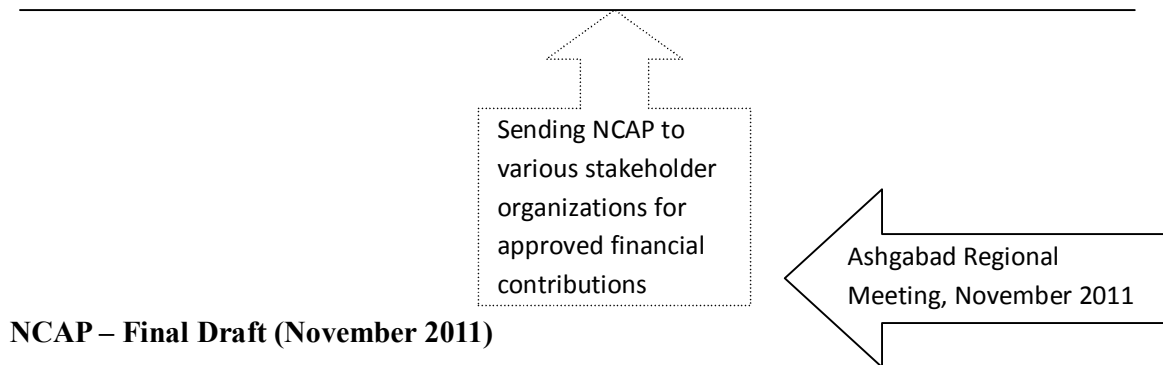 Sending NCAP to
various stakeholder
organizations for
approved financial
contributions
Ashgabad Regional
Meeting, November 2011
NCAP – Final Draft (November 2011)